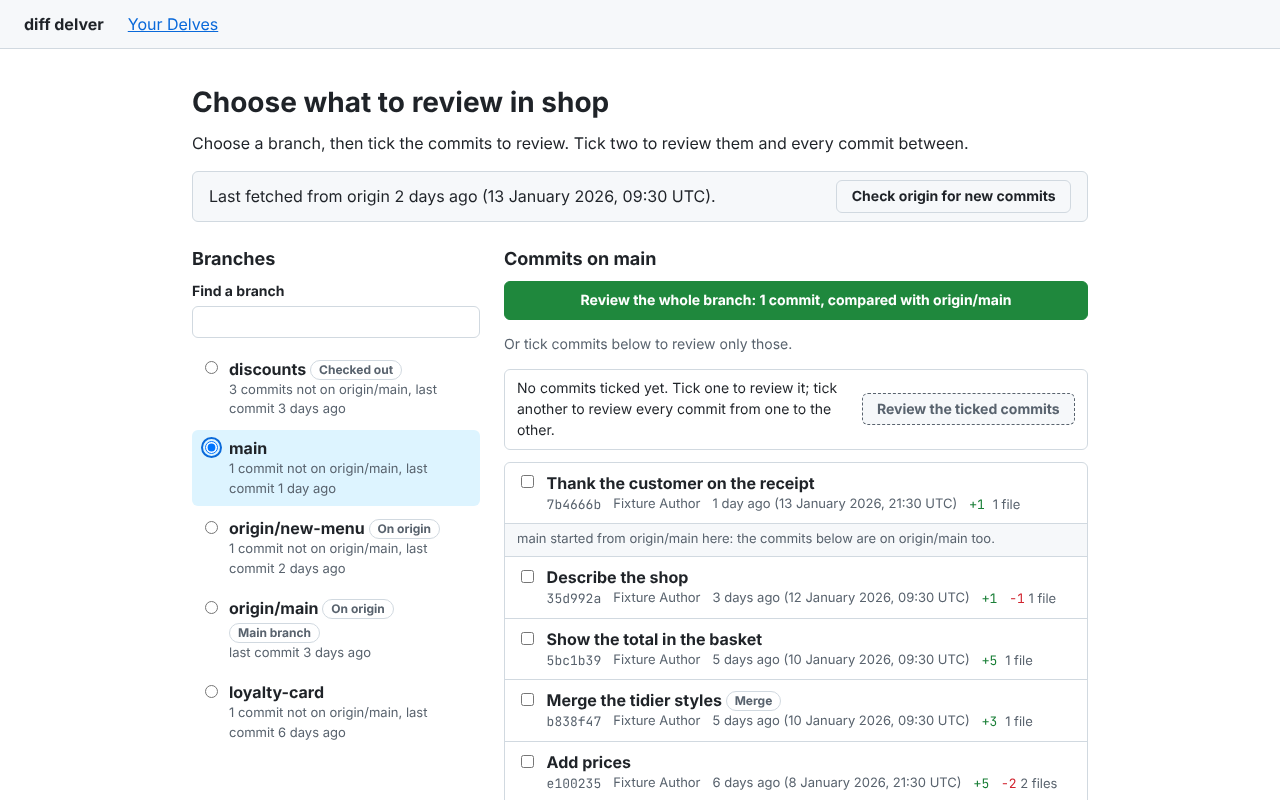 diff delver Your Delves
Choose what to review in shop
Choose a branch, then tick the commits to review. Tick two to review them and every commit between.
Last fetched from origin 2 days ago (13 January 2026, 09:30 UTC).
Check origin for new commits
Branches
Find a branch
discounts Checked out
3 commits not on origin/main, last
commit 3 days ago
main
1 commit not on origin/main, last
commit 1 day ago
origin/new-menu On origin
1 commit not on origin/main, last
commit 2 days ago
origin/main On origin
Main branch
last commit 3 days ago
loyalty-card
1 commit not on origin/main, last
commit 6 days ago
Commits on main
Review the whole branch: 1 commit, compared with origin/main
Or tick commits below to review only those.
No commits ticked yet. Tick one to review it; tick
another to review every commit from one to the
other.
Review the ticked commits
Thank the customer on the receipt
7b4666b Fixture Author 1 day ago (13 January 2026, 21:30 UTC) +1 1 file
main started from origin/main here: the commits below are on origin/main too.
Describe the shop
35d992a Fixture Author 3 days ago (12 January 2026, 09:30 UTC) +1 -1 1 file
Show the total in the basket
5bc1b39 Fixture Author 5 days ago (10 January 2026, 09:30 UTC) +5 1 file
Merge the tidier styles Merge
b838f47 Fixture Author 5 days ago (10 January 2026, 09:30 UTC) +3 1 file
Add prices
e100235 Fixture Author 6 days ago (8 January 2026, 21:30 UTC) +5 -2 2 files